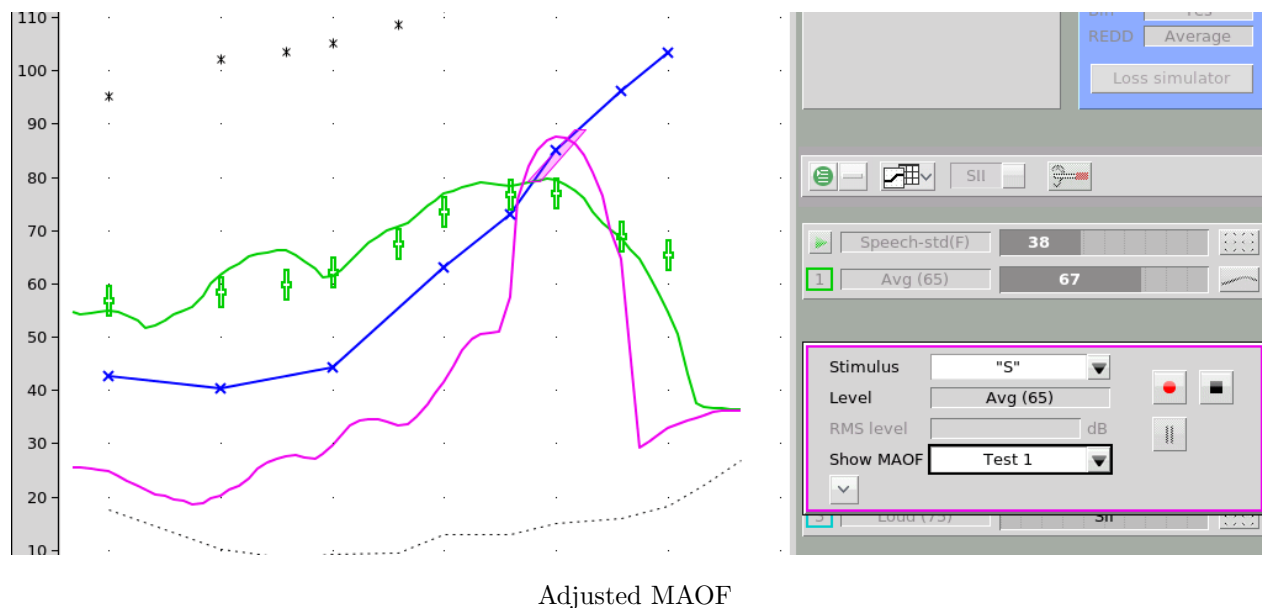 110
100
90
80
70
60
50
40
30
20
10
REDD Average
Loss simulator
SII
Speech-std(F) 38
1 Avg (65) 67
Stimulus "S"
Level Avg (65)
RMS level dB
Show MAOF Test 1
Adjusted MAOF